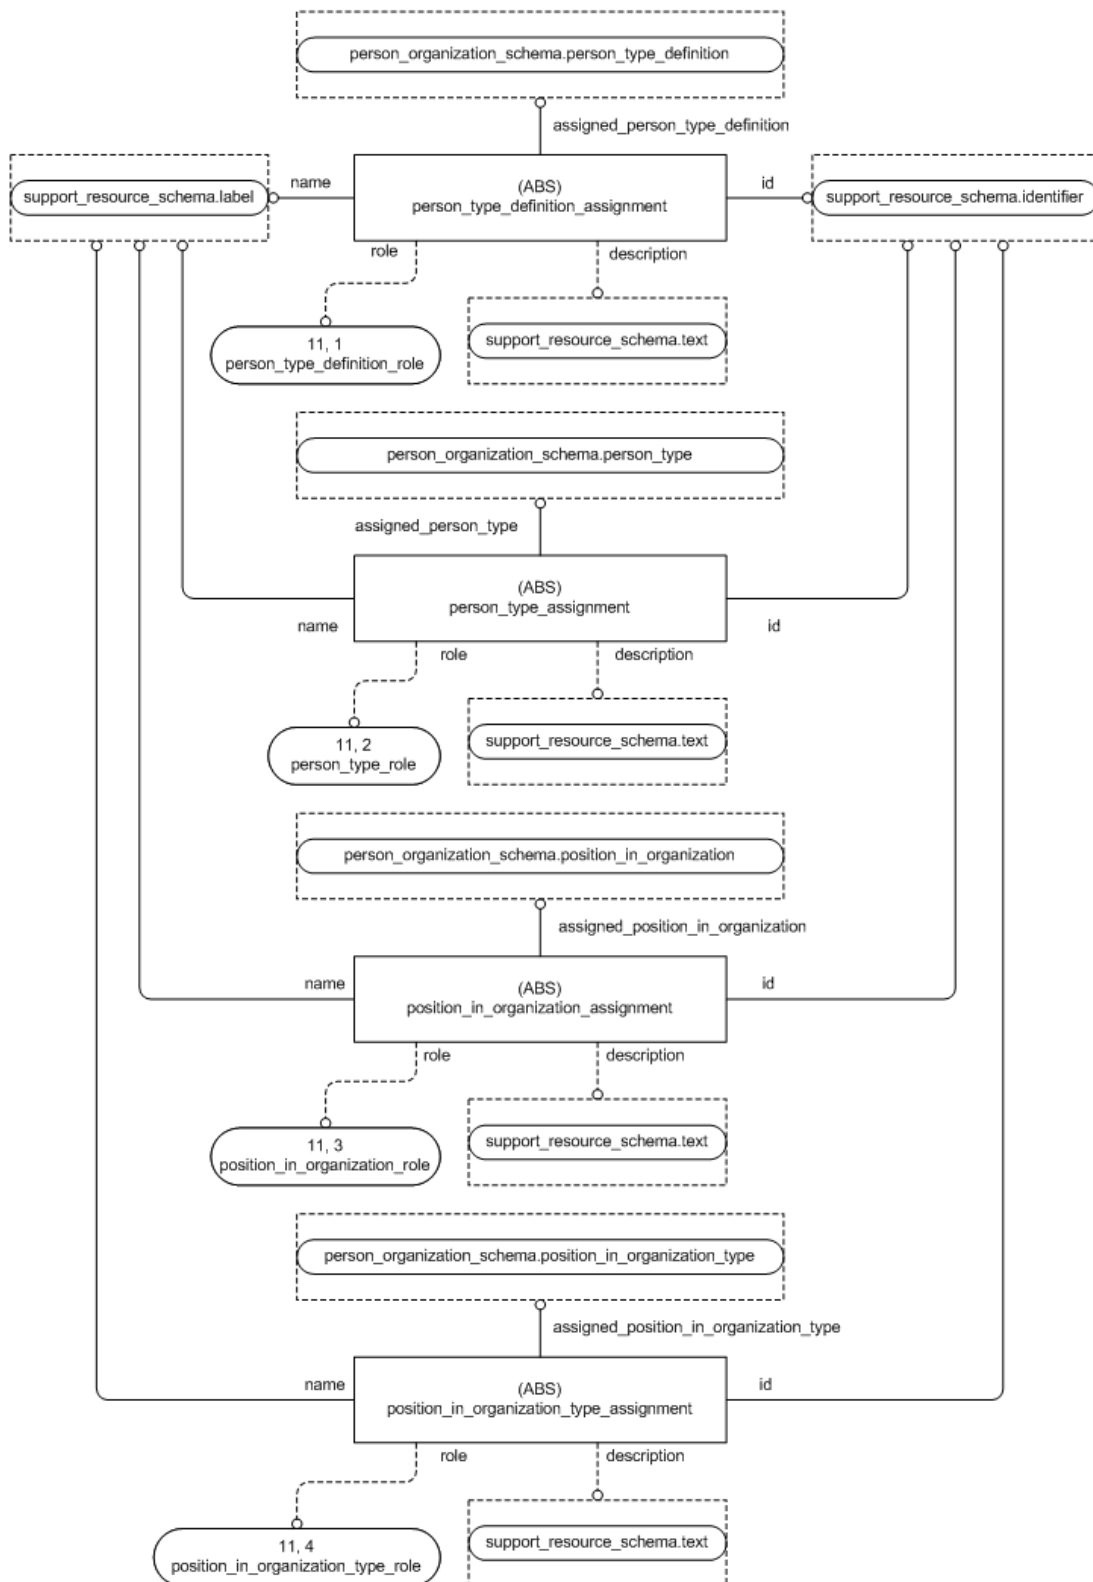 person_organization_schema.person_type_definition
assigned_person_type_definition
support_resource_schema.label
name
(ABS)
person_type_definition_assignment
id
support_resource_schema.identifier
role
description
11, 1
person_type_definition_role
support_resource_schema.text
person_organization_schema.person_type
assigned_person_type
(ABS)
person_type_assignment
name
id
role
description
11, 2
person_type_role
support_resource_schema.text
person_organization_schema.position_in_organization
assigned_position_in_organization
name
(ABS)
position_in_organization_assignment
id
role
description
11, 3
position_in_organization_role
support_resource_schema.text
person_organization_schema.position_in_organization_type
assigned_position_in_organization_type
name
(ABS)
position_in_organization_type_assignment
id
role
description
11, 4
position_in_organization_type_role
support_resource_schema.text